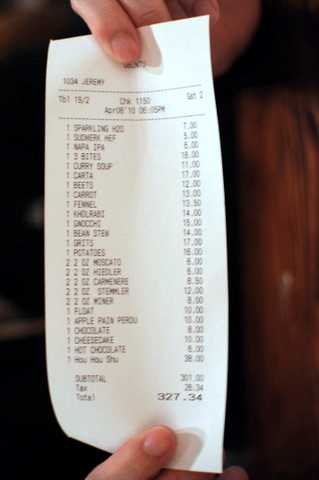 UBUNTU
1034 JEREMY
Tbl 19/2 Chk 1150 Gst 2
Apr08'10 06:05PM
1 SPARKLING H2O 7.00
1 SUDWERK HEF 5.00
1 NAPA IPA 6.00
1 3 BITES 18.00
1 CURRY SOUP 11.00
1 CARTA 17.00
1 BEETS 12.00
1 CARROT 13.00
1 FENNEL 13.50
1 KHOLRABI 14.00
1 GNOCCHI 15.00
1 BEAN STEW 14.00
1 GRITS 17.00
1 POTATOES 16.00
2 2 OZ MOSCATO 6.00
2 2 OZ HIEDLER 6.00
2 2 OZ CARMENERE 8.50
2 2 OZ STEMMLER 12.00
2 2 OZ MINER 8.00
1 FLOAT 10.00
1 APPLE PAIN PERDU 10.00
1 CHOCOLATE 8.00
1 CHEESECAKE 10.00
1 HOT CHOCOLATE 6.00
1 Hou Hou Shu 38.00
SUBTOTAL 301.00
Tax 26.34
Total 327.34